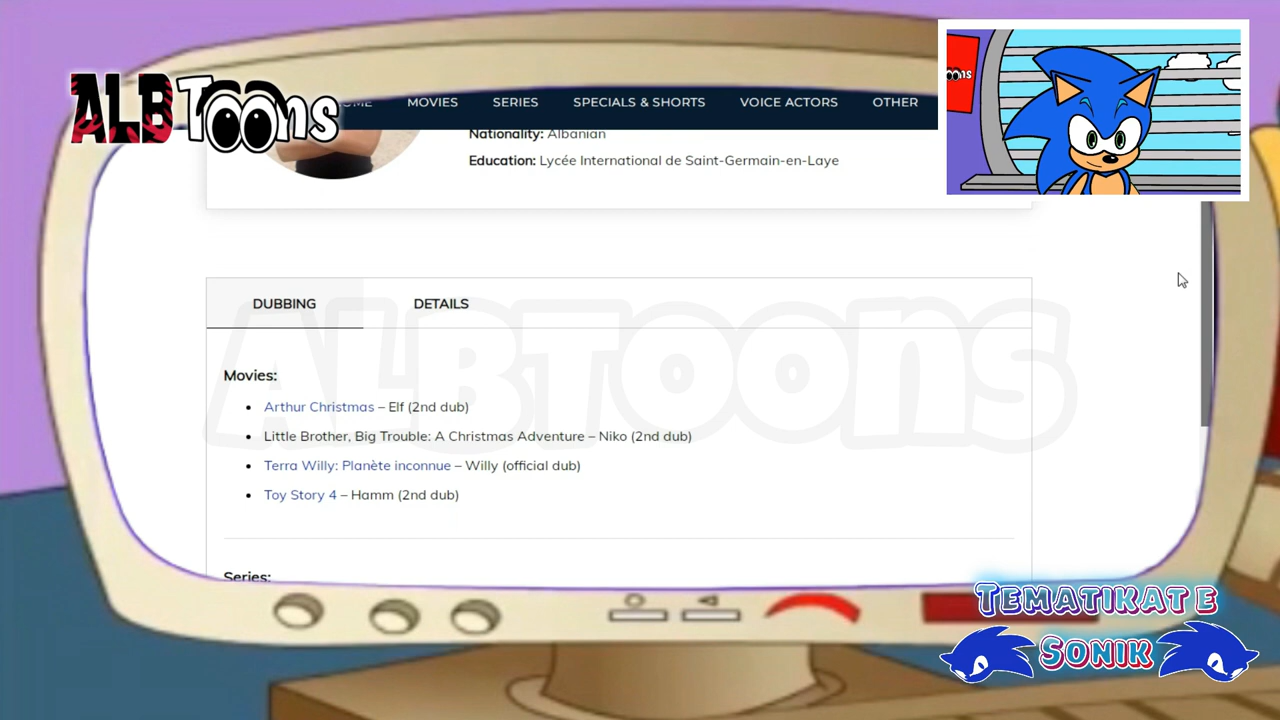 ALBToons
HOME MOVIES SERIES SPECIALS & SHORTS VOICE ACTORS OTHER
Nationality: Albanian
Education: Lycée International de Saint-Germain-en-Laye
DUBBING DETAILS
ALBToons
Movies:
Arthur Christmas – Elf (2nd dub)
Little Brother, Big Trouble: A Christmas Adventure – Niko (2nd dub)
Terra Willy: Planète inconnue – Willy (official dub)
Toy Story 4 – Hamm (2nd dub)
Series:
TEMATIKAT E
SONIK